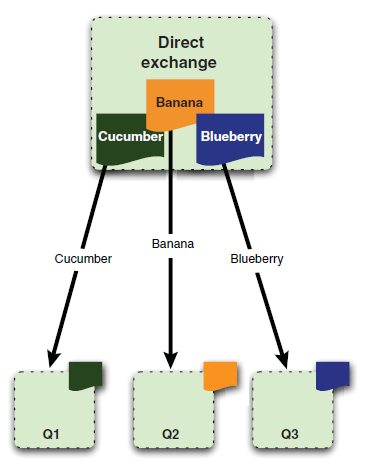 Direct
exchange
Banana
Cucumber
Blueberry
Banana
Cucumber
Blueberry
Q1
Q2
Q3